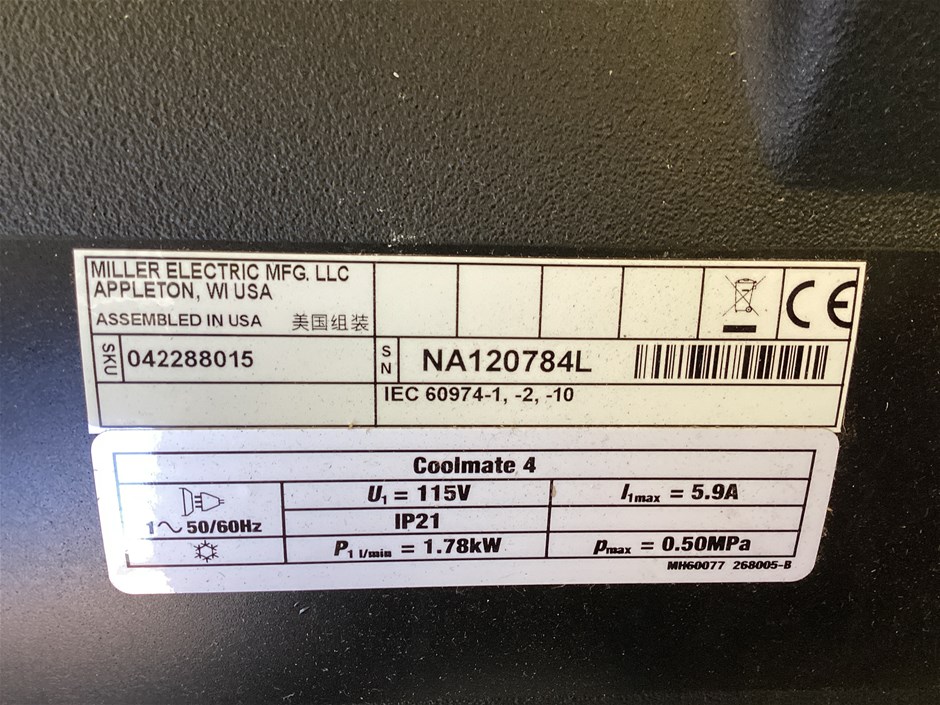 MILLER ELECTRIC MFG. LLC
APPLETON, WI USA
ASSEMBLED IN USA 美国组装
CE
SKU 042288015
SN NA120784L
IEC 60974-1, -2, -10
Coolmate 4
1~50/60Hz
U1 = 115V
I1max = 5.9A
IP21
P1 l/min = 1.78kW
pmax = 0.50MPa
MH60077 268005-B